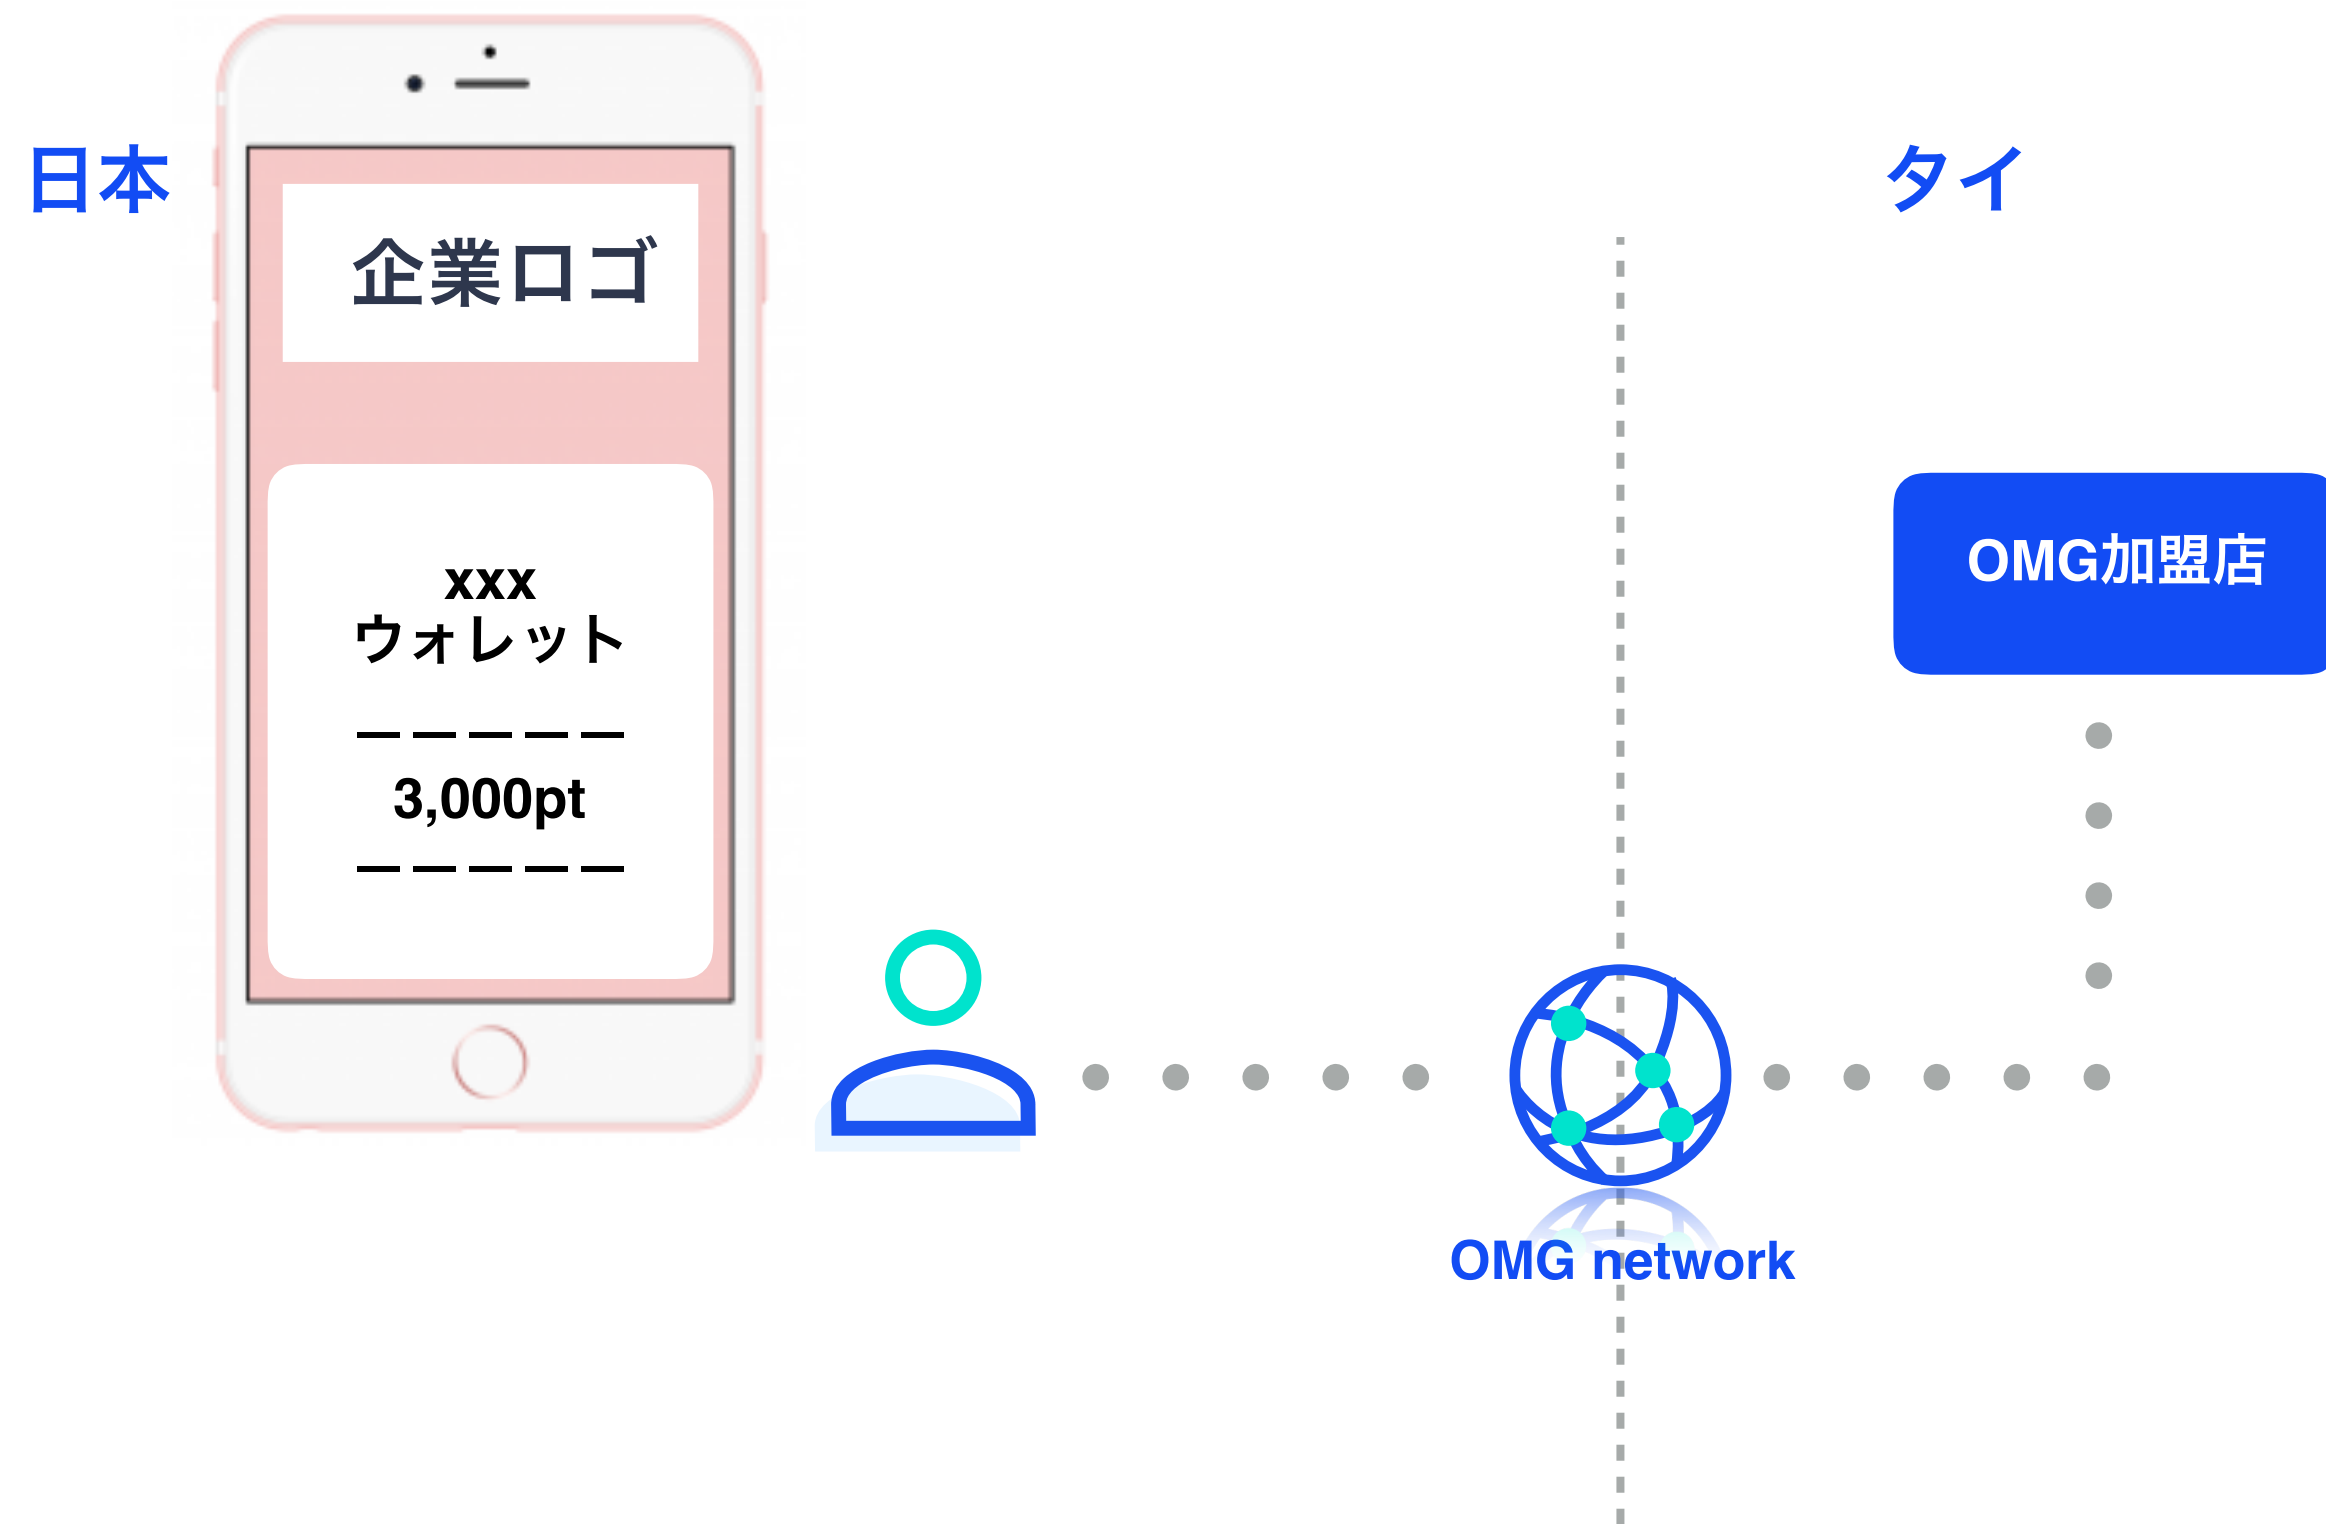 日本
タイ
企業ロゴ
xxx
ウォレット
3,000pt
OMG加盟店
OMG network